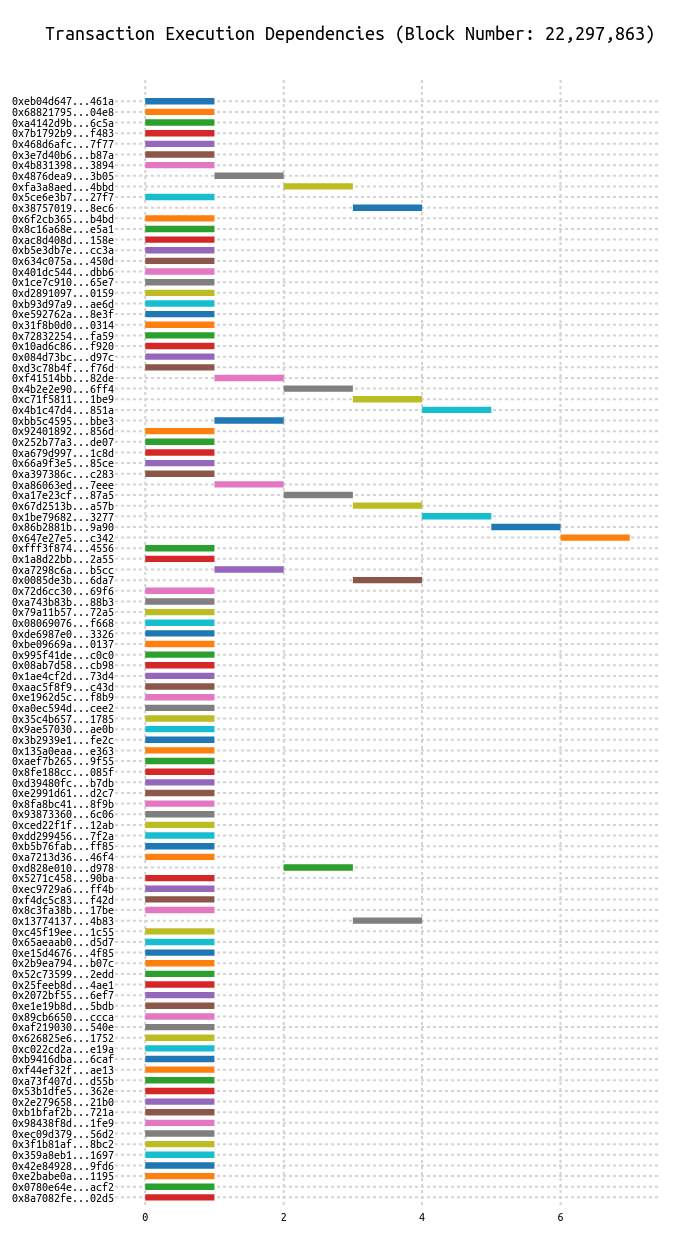 Transaction Execution Dependencies (Block Number: 22,297,863)
0xeb04d647...461a
0x68821795...04e8
0xa4142d9b...6c5a
0x7b1792b9...f483
0x468d6afc...7f77
0x3e7d40b6...b87a
0x4b831398...3894
0x4876dea9...3b05
0xfa3a8aed...4bbd
0x5ce6e3b7...27f7
0x38757019...8ec6
0x6f2cb365...b4bd
0x8c16a68e...e5a1
0xac8d408d...158e
0xb5e3db7e...cc3a
0x634c075a...450d
0x401dc544...dbb6
0x1ce7c910...65e7
0xd2891097...0159
0xb93d97a9...ae6d
0xe592762a...8e3f
0x31f8b0d0...0314
0x72832254...fa59
0x10ad6c86...f920
0x084d73bc...d97c
0xd3c78b4f...f76d
0xf41514bb...82de
0x4b2e2e90...6ff4
0xc71f5811...1be9
0x4b1c47d4...851a
0xbb5c4595...bbe3
0x92401892...856d
0x252b77a3...de07
0xa679d997...1c8d
0x66a9f3e5...85ce
0xa397386c...c283
0xa86063ed...7eee
0xa17e23cf...87a5
0x67d2513b...a57b
0x1be79682...3277
0x86b2881b...9a90
0x647e27e5...c342
0xfff3f874...4556
0x1a8d22bb...2a55
0xa7298c6a...b5cc
0x0085de3b...6da7
0x72d6cc30...69f6
0xa743b83b...88b3
0x79a11b57...72a5
0x08069076...f668
0xde6987e0...3326
0xbe09669a...0137
0x995f41de...c0c0
0x08ab7d58...cb98
0x1ae4cf2d...73d4
0xaac5f8f9...c43d
0xe1962d5c...f8b9
0xa0ec594d...cee2
0x35c4b657...1785
0x9ae57030...ae0b
0x3b2939e1...fe2c
0x135a0eaa...e363
0xaef7b265...9f55
0x8fe188cc...085f
0xd39480fc...b7db
0xe2991d61...d2c7
0x8fa8bc41...8f9b
0x93873360...6c06
0xced22f1f...12ab
0xdd299456...7f2a
0xb5b76fab...ff85
0xa7213d36...46f4
0xd828e010...d978
0x5271c458...90ba
0xec9729a6...ff4b
0xf4dc5c83...f42d
0x8c3fa38b...17be
0x13774137...4b83
0xc45f19ee...1c55
0x65aeaab0...d5d7
0xe15d4676...4f85
0x2b9ea794...b07c
0x52c73599...2edd
0x25feeb8d...4ae1
0x2072bf55...6ef7
0xe1e19b8d...5bdb
0x89cb6650...ccca
0xaf219030...540e
0x626825e6...1752
0xc022cd2a...e19a
0xb9416dba...6caf
0xf44ef32f...ae13
0xa73f407d...d55b
0x53b1dfe5...362e
0x2e279658...21b0
0xb1bfaf2b...721a
0x98438f8d...1fe9
0xec09d379...56d2
0x3f1b81af...8bc2
0x359a8eb1...1697
0x42e84928...9fd6
0xe2babe0a...1195
0x0780e64e...acf2
0x8a7082fe...02d5
0 2 4 6